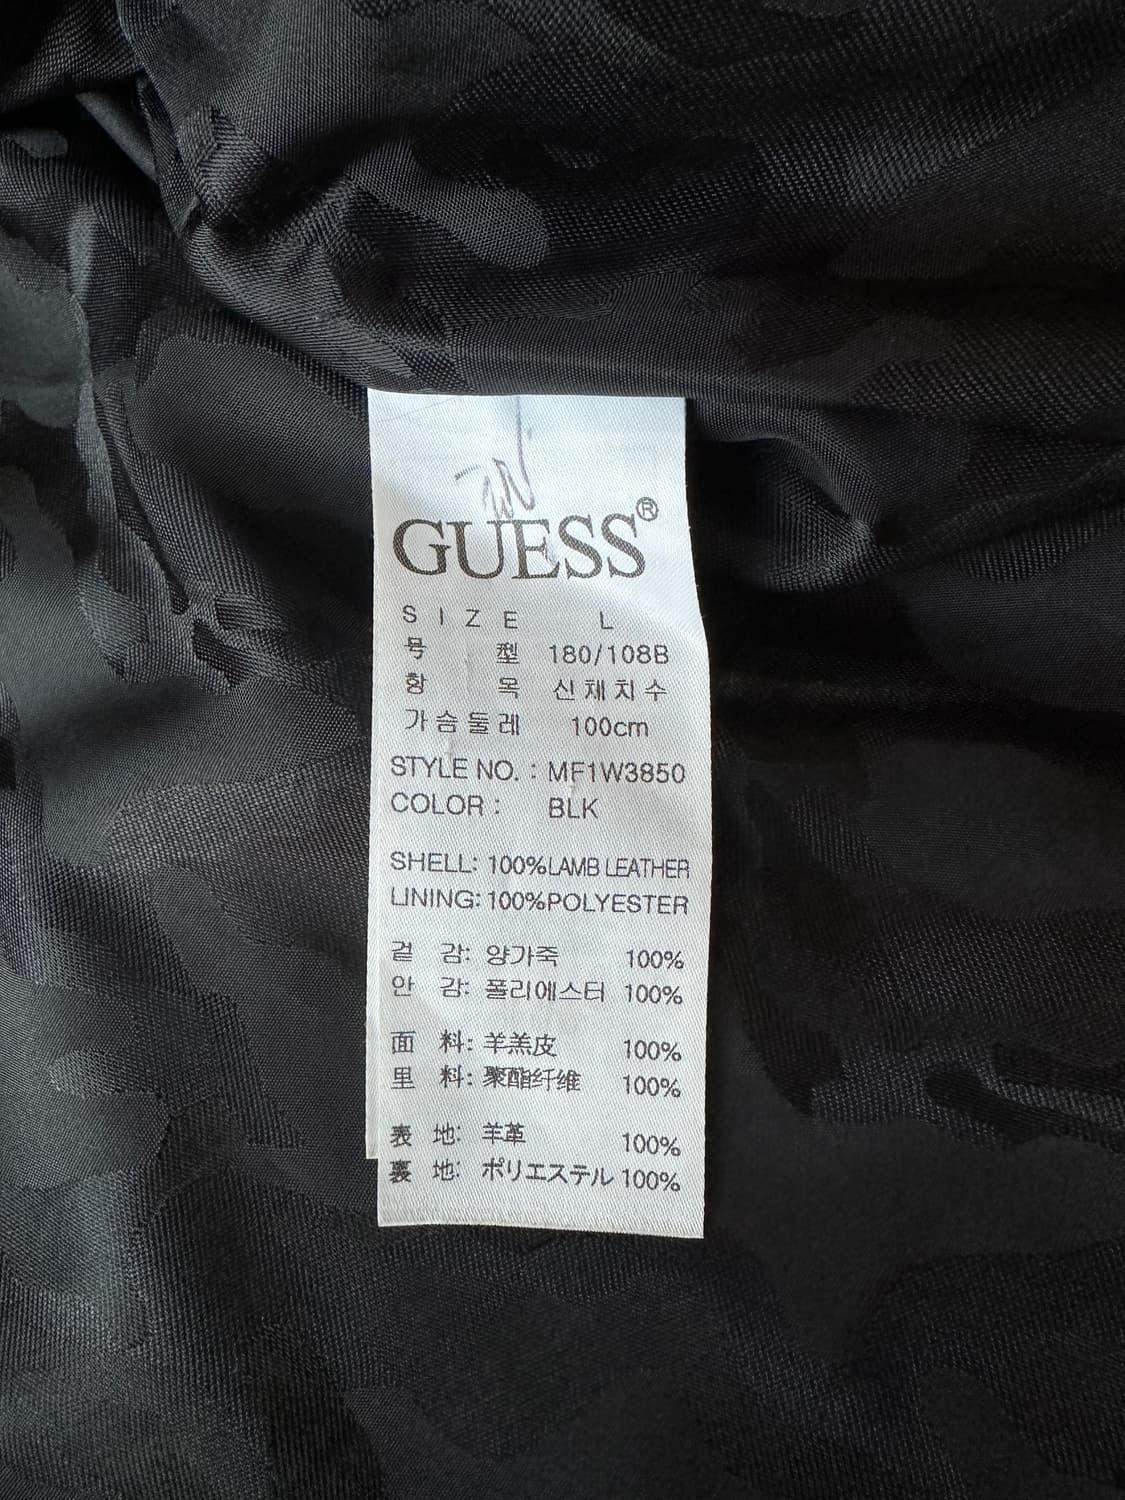 GUESS®
SIZE L
号 型 180/108B
항 목 신체치수
가슴둘레 100cm
STYLE NO. : MF1W3850
COLOR : BLK
SHELL: 100%LAMB LEATHER
LINING: 100%POLYESTER
겉 감: 양가죽 100%
안 감: 폴리에스터 100%
面 料: 羊羔皮 100%
里 料: 聚酯纤维 100%
表 地: 羊革 100%
裏 地: ポリエステル 100%